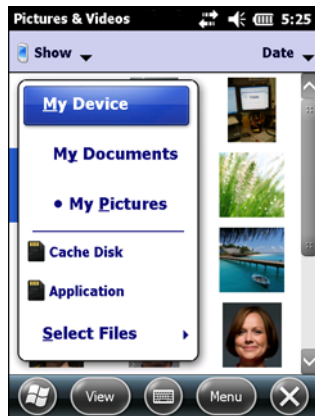 Pictures & Videos 5:25
Show Date
My Device
My Documents
• My Pictures
Cache Disk
Application
Select Files
View Menu